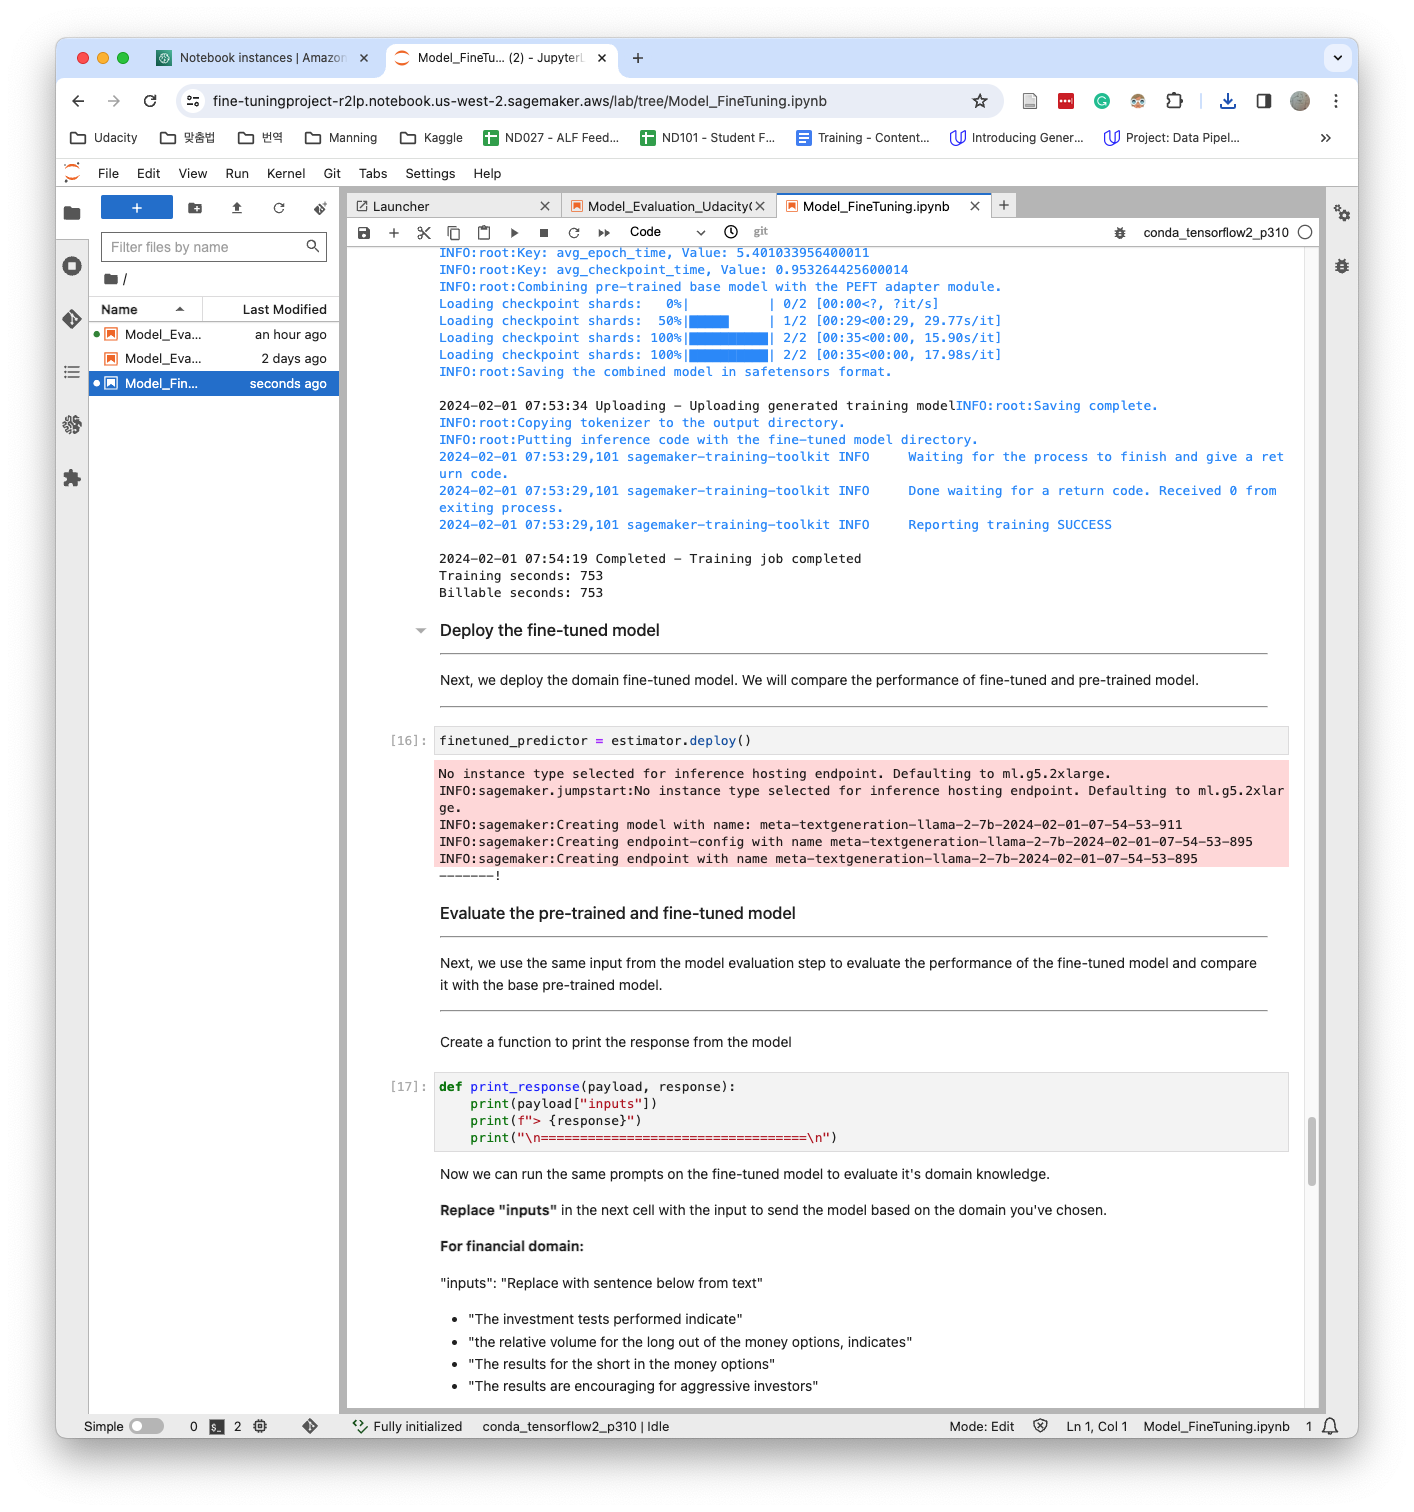 Notebook instances | Amazon
Model_FineTu... (2) - JupyterL
fine-tuningproject-r2lp.notebook.us-west-2.sagemaker.aws/lab/tree/Model_FineTuning.ipynb
Udacity
맞춤법
번역
Manning
Kaggle
ND027 - ALF Feed...
ND101 - Student F...
Training - Content...
Introducing Gener...
Project: Data Pipel...
»
File Edit View Run Kernel Git Tabs Settings Help
Launcher
Model_Evaluation_Udacity
Model_FineTuning.ipynb
Code
git
conda_tensorflow2_p310
Filter files by name
/
Name
Last Modified
Model_Eva...
an hour ago
Model_Eva...
2 days ago
Model_Fin...
seconds ago
INFO:root:Key: avg_epoch_time, Value: 5.401033956400011
INFO:root:Key: avg_checkpoint_time, Value: 0.953264425600014
INFO:root:Combining pre-trained base model with the PEFT adapter module.
Loading checkpoint shards:   0%|          | 0/2 [00:00<?, ?it/s]
Loading checkpoint shards:  50%|█████     | 1/2 [00:29<00:29, 29.77s/it]
Loading checkpoint shards: 100%|██████████| 2/2 [00:35<00:00, 15.90s/it]
Loading checkpoint shards: 100%|██████████| 2/2 [00:35<00:00, 17.98s/it]
INFO:root:Saving the combined model in safetensors format.
2024-02-01 07:53:34 Uploading - Uploading generated training modelINFO:root:Saving complete.
INFO:root:Copying tokenizer to the output directory.
INFO:root:Putting inference code with the fine-tuned model directory.
2024-02-01 07:53:29,101 sagemaker-training-toolkit INFO     Waiting for the process to finish and give a ret
urn code.
2024-02-01 07:53:29,101 sagemaker-training-toolkit INFO     Done waiting for a return code. Received 0 from
exiting process.
2024-02-01 07:53:29,101 sagemaker-training-toolkit INFO     Reporting training SUCCESS
2024-02-01 07:54:19 Completed - Training job completed
Training seconds: 753
Billable seconds: 753
Deploy the fine-tuned model
Next, we deploy the domain fine-tuned model. We will compare the performance of fine-tuned and pre-trained model.
[16]: finetuned_predictor = estimator.deploy()
No instance type selected for inference hosting endpoint. Defaulting to ml.g5.2xlarge.
INFO:sagemaker.jumpstart:No instance type selected for inference hosting endpoint. Defaulting to ml.g5.2xlar
ge.
INFO:sagemaker:Creating model with name: meta-textgeneration-llama-2-7b-2024-02-01-07-54-53-911
INFO:sagemaker:Creating endpoint-config with name meta-textgeneration-llama-2-7b-2024-02-01-07-54-53-895
INFO:sagemaker:Creating endpoint with name meta-textgeneration-llama-2-7b-2024-02-01-07-54-53-895
-------!
Evaluate the pre-trained and fine-tuned model
Next, we use the same input from the model evaluation step to evaluate the performance of the fine-tuned model and compare
it with the base pre-trained model.
Create a function to print the response from the model
[17]: def print_response(payload, response):
    print(payload["inputs"])
    print(f"> {response}")
    print("\n==================================\n")
Now we can run the same prompts on the fine-tuned model to evaluate it's domain knowledge.
Replace "inputs" in the next cell with the input to send the model based on the domain you've chosen.
For financial domain:
"inputs": "Replace with sentence below from text"
• "The investment tests performed indicate"
• "the relative volume for the long out of the money options, indicates"
• "The results for the short in the money options"
• "The results are encouraging for aggressive investors"
Simple 0 2 Fully initialized conda_tensorflow2_p310 | Idle Mode: Edit Ln 1, Col 1 Model_FineTuning.ipynb 1